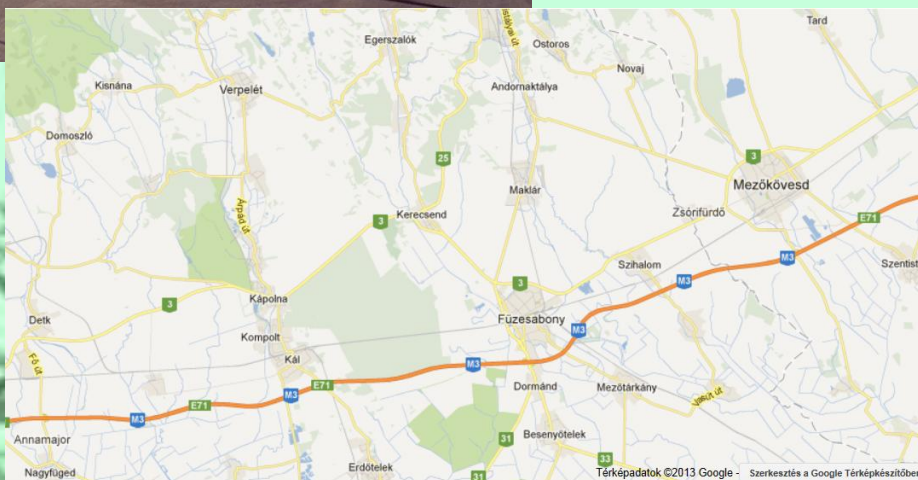 Tard
Egerszalók
Ostoros
Novaj
Kisnána
Verpelét
Andornaktálya
Domoszló
25
3
Mezőkövesd
Maklár
Árpád út
3
Kerecsend
Zsórifürdő
E71
M3
Szihalom
Szentist
3
M3
Kápolna
3
Detk
Füzesabony
M3
Kompolt
Fő út
Kál
M3
E71
Dormánd
Mezőtárkány
M3
Vasút út
E71
M3
Annamajor
31
Besenyőtelek
33
Nagyfüged
Erdőtelek
31
Térképadatok ©2013 Google - Szerkesztés a Google Térképkészítőben